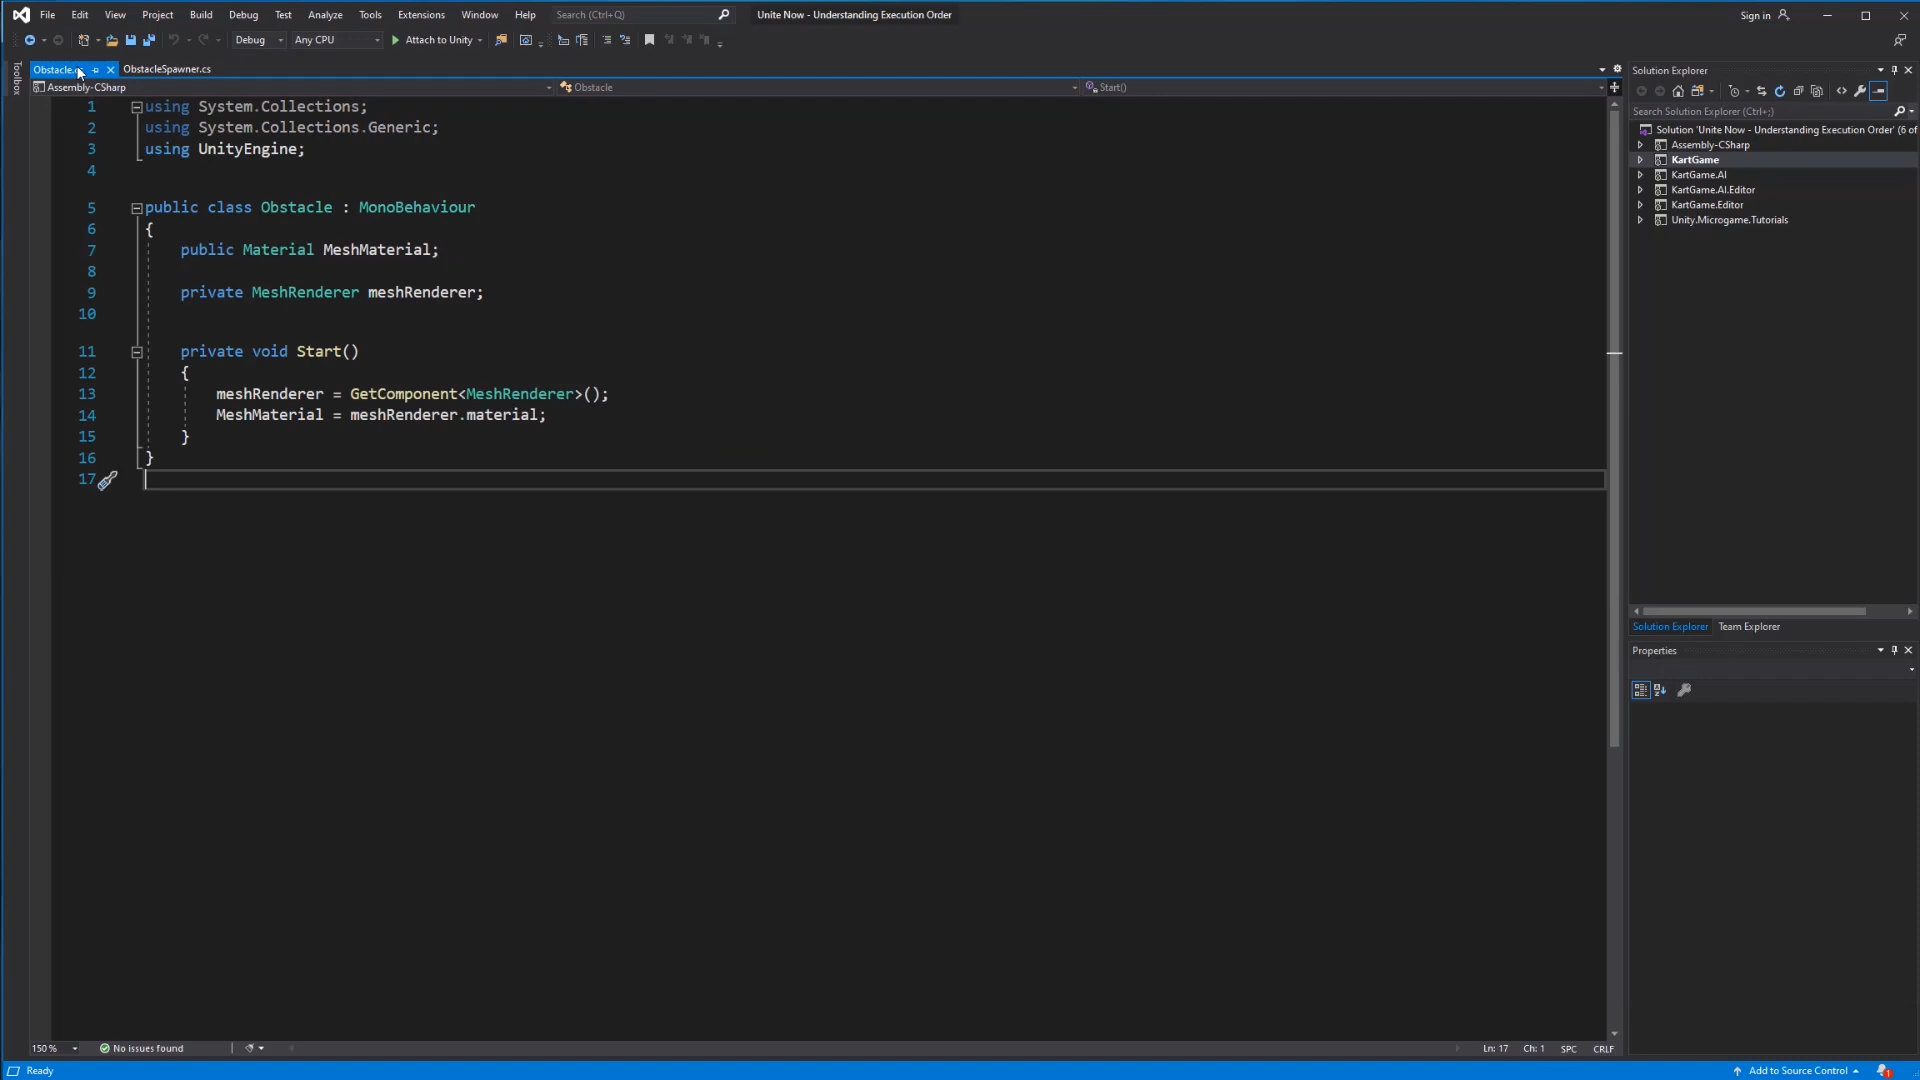 File Edit View Project Build Debug Test Analyze Tools Extensions Window Help Search (Ctrl+Q) Unite Now - Understanding Execution Order Sign in
Debug Any CPU Attach to Unity
Toolbox
Obstacle. ObstacleSpawner.cs
Assembly-CSharp Obstacle Start()
1 using System.Collections;
2 using System.Collections.Generic;
3 using UnityEngine;
4
5 public class Obstacle : MonoBehaviour
6 {
7 public Material MeshMaterial;
8
9 private MeshRenderer meshRenderer;
10
11 private void Start()
12 {
13 meshRenderer = GetComponent<MeshRenderer>();
14 MeshMaterial = meshRenderer.material;
15 }
16 }
17
150 % No issues found Ln: 17 Ch: 1 SPC CRLF
Solution Explorer
Search Solution Explorer (Ctrl+;)
Solution 'Unite Now - Understanding Execution Order' (6 of
Assembly-CSharp
KartGame
KartGame.AI
KartGame.AI.Editor
KartGame.Editor
Unity.Microgame.Tutorials
Solution Explorer Team Explorer
Properties
Ready Add to Source Control 1